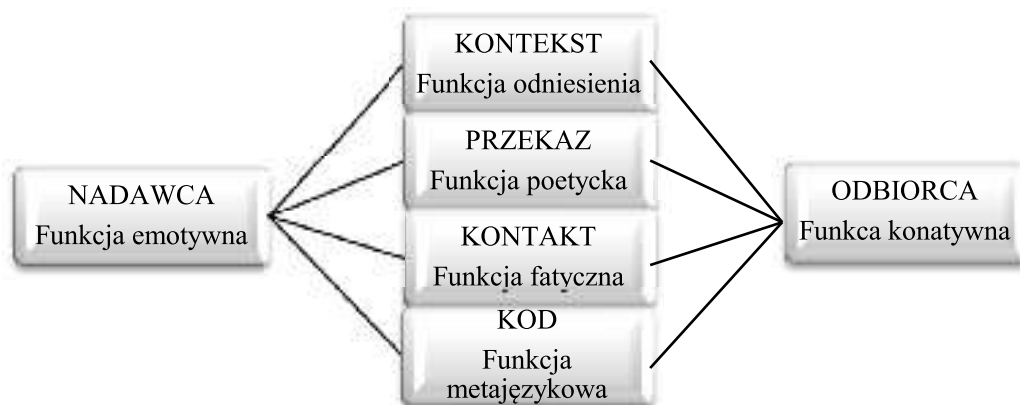 NADAWCA
Funkcja emotywna
KONTEKST
Funkcja odniesienia
PRZEKAZ
Funkcja poetycka
KONTAKT
Funkcja fatyczna
KOD
Funkcja
metajęzykowa
ODBIORCA
Funkca konatywna